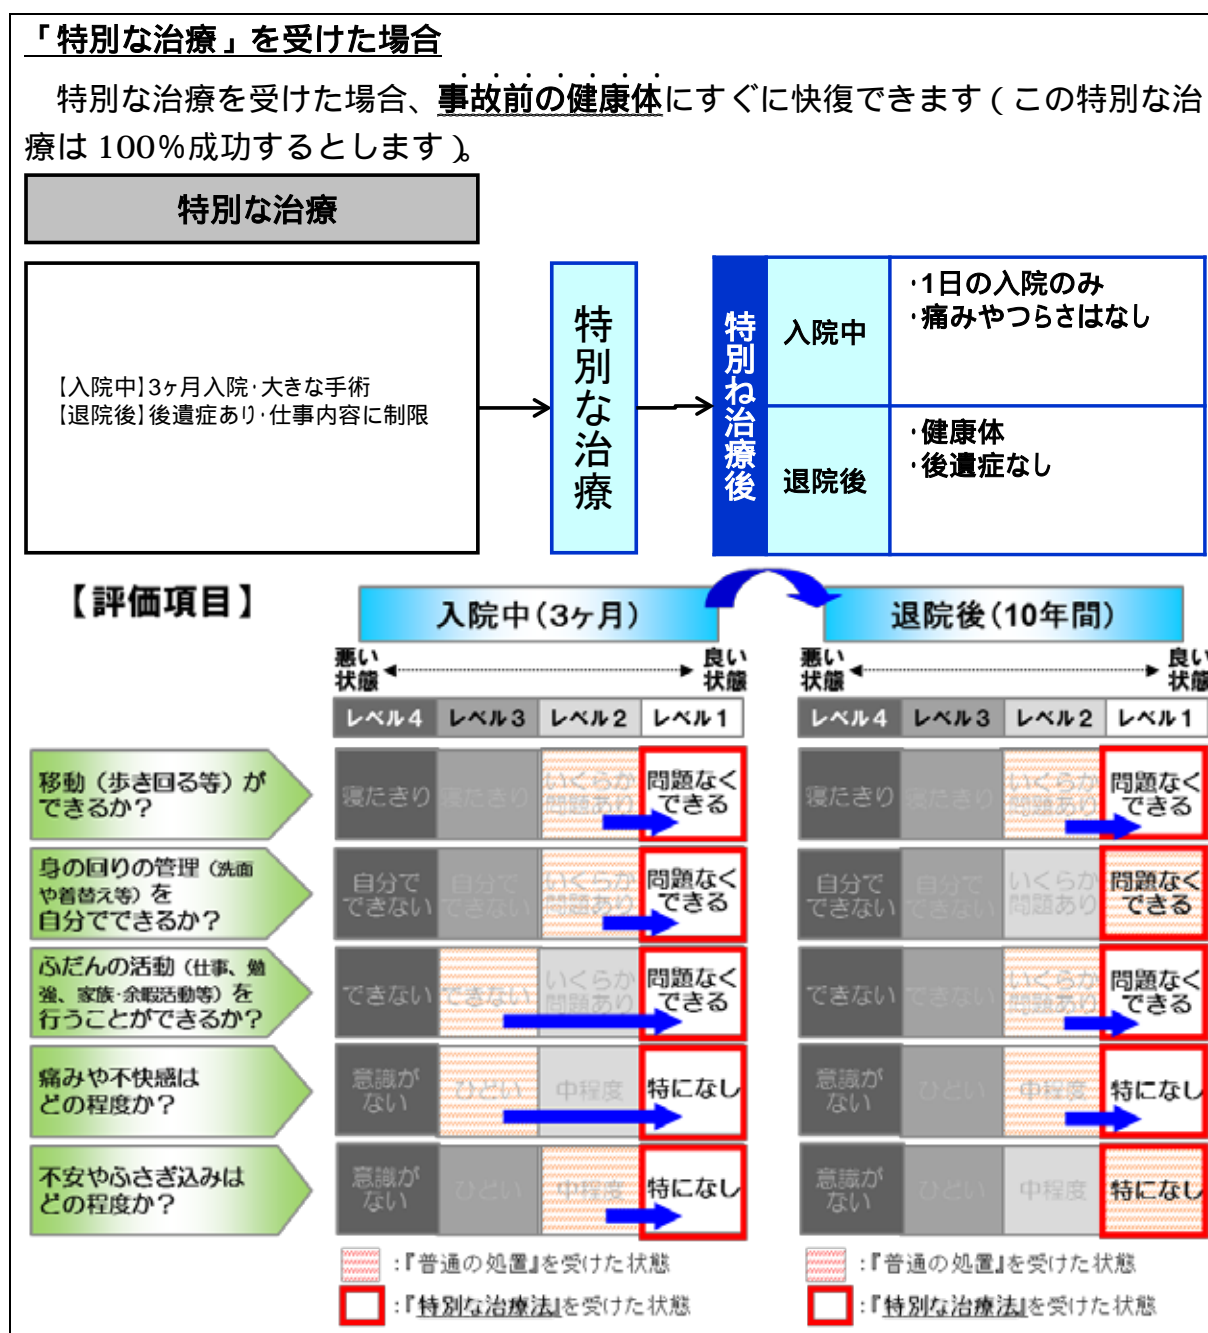 「特別な治療」を受けた場合
特別な治療を受けた場合、事故前の健康体にすぐに快復できます(この特別な治
療は100%成功するとします)。
特別な治療
【入院中】3ヶ月入院・大きな手術
【退院後】後遺症あり・仕事内容に制限
特別な治療
特別ね治療後
入院中
・1日の入院のみ
・痛みやつらさはなし
退院後
・健康体
・後遺症なし
【評価項目】
入院中(3ヶ月)
退院後(10年間)
悪い
状態
良い
状態
悪い
状態
良い
状態
レベル4 レベル3 レベル2 レベル1
レベル4 レベル3 レベル2 レベル1
移動(歩き回る等)が
できるか?
寝たきり 寝たきり いくらか問題あり 問題なくできる
寝たきり 寝たきり いくらか問題あり 問題なくできる
身の回りの管理(洗面
や着替え等)を
自分でできるか?
自分でできない 自分でできない いくらか問題あり 問題なくできる
自分でできない 自分でできない いくらか問題あり 問題なくできる
ふだんの活動(仕事、勉
強、家族・余暇活動等)を
行うことができるか?
できない できない いくらか問題あり 問題なくできる
できない できない いくらか問題あり 問題なくできる
痛みや不快感は
どの程度か?
意識がない ひどい 中程度 特になし
意識がない ひどい 中程度 特になし
不安やふさぎ込みは
どの程度か?
意識がない ひどい 中程度 特になし
意識がない ひどい 中程度 特になし
:『普通の処置』を受けた状態
:『特別な治療法』を受けた状態
:『普通の処置』を受けた状態
:『特別な治療法』を受けた状態